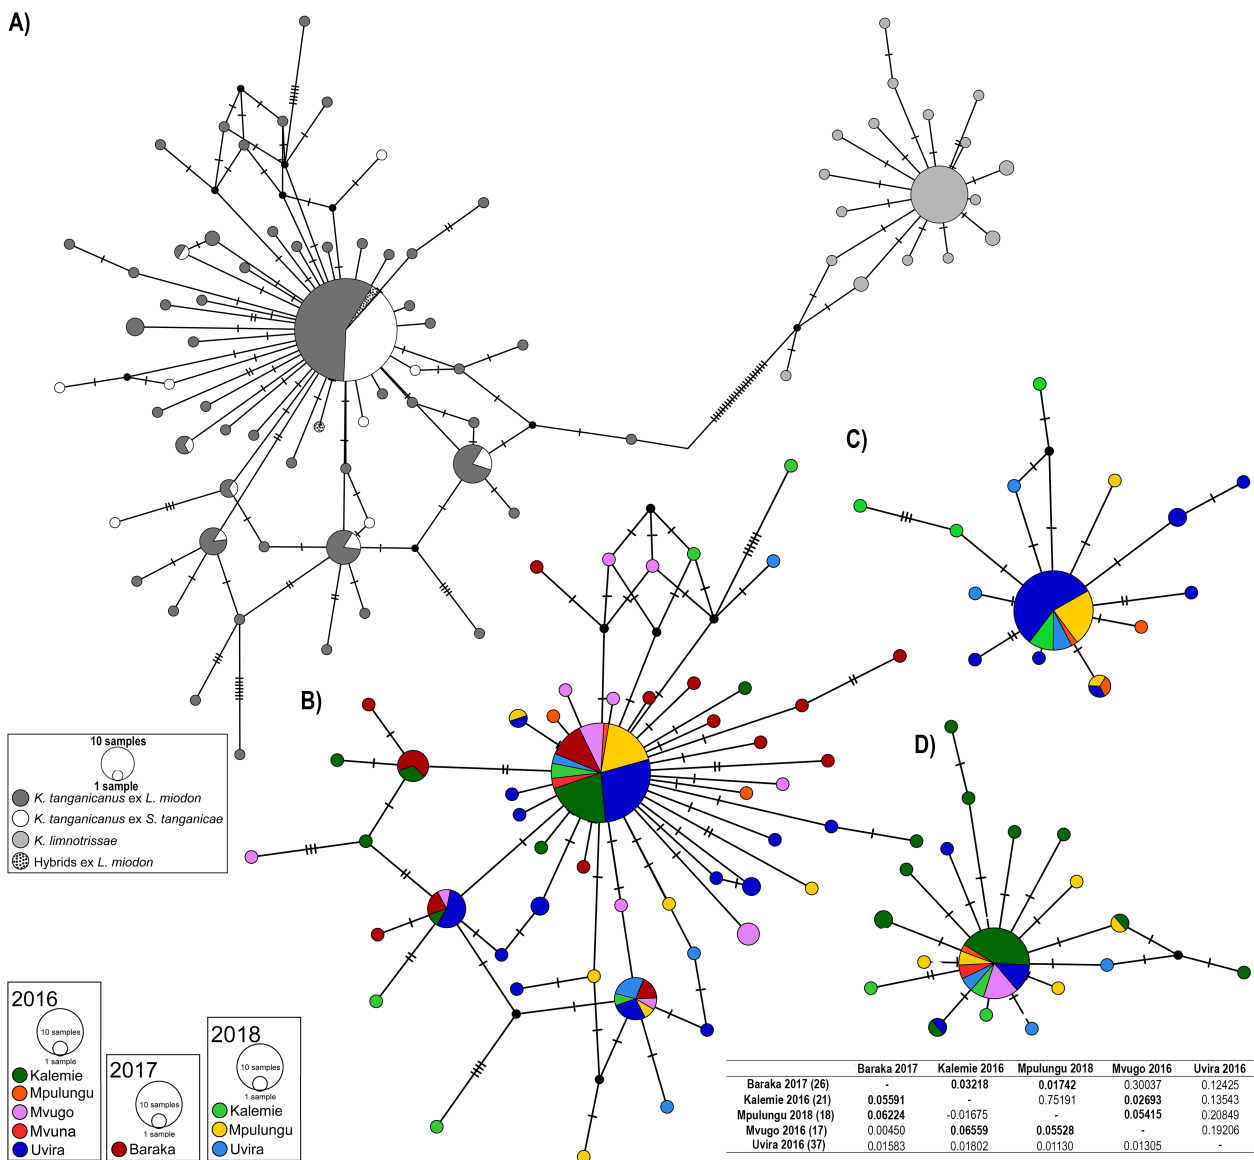 A)
C)
B)
D)
10 samples
1 sample
K. tanganicanus ex L. miodon
K. tanganicanus ex S. tanganicae
K. limnotrissae
Hybrids ex L. miodon
2016
10 samples
1 sample
Kalemie
Mpulungu
Mvugo
Mvuna
Uvira
2017
10 samples
1 sample
Baraka
2018
10 samples
1 sample
Kalemie
Mpulungu
Uvira
Baraka 2017 Kalemie 2016 Mpulungu 2018 Mvugo 2016 Uvira 2016
Baraka 2017 (26) - 0.03218 0.01742 0.30037 0.12425
Kalemie 2016 (21) 0.05591 - 0.75191 0.02693 0.13543
Mpulungu 2018 (18) 0.06224 -0.01675 - 0.05415 0.20849
Mvugo 2016 (17) 0.00450 0.06559 0.05528 - 0.19206
Uvira 2016 (37) 0.01583 0.01802 0.01130 0.01305 -